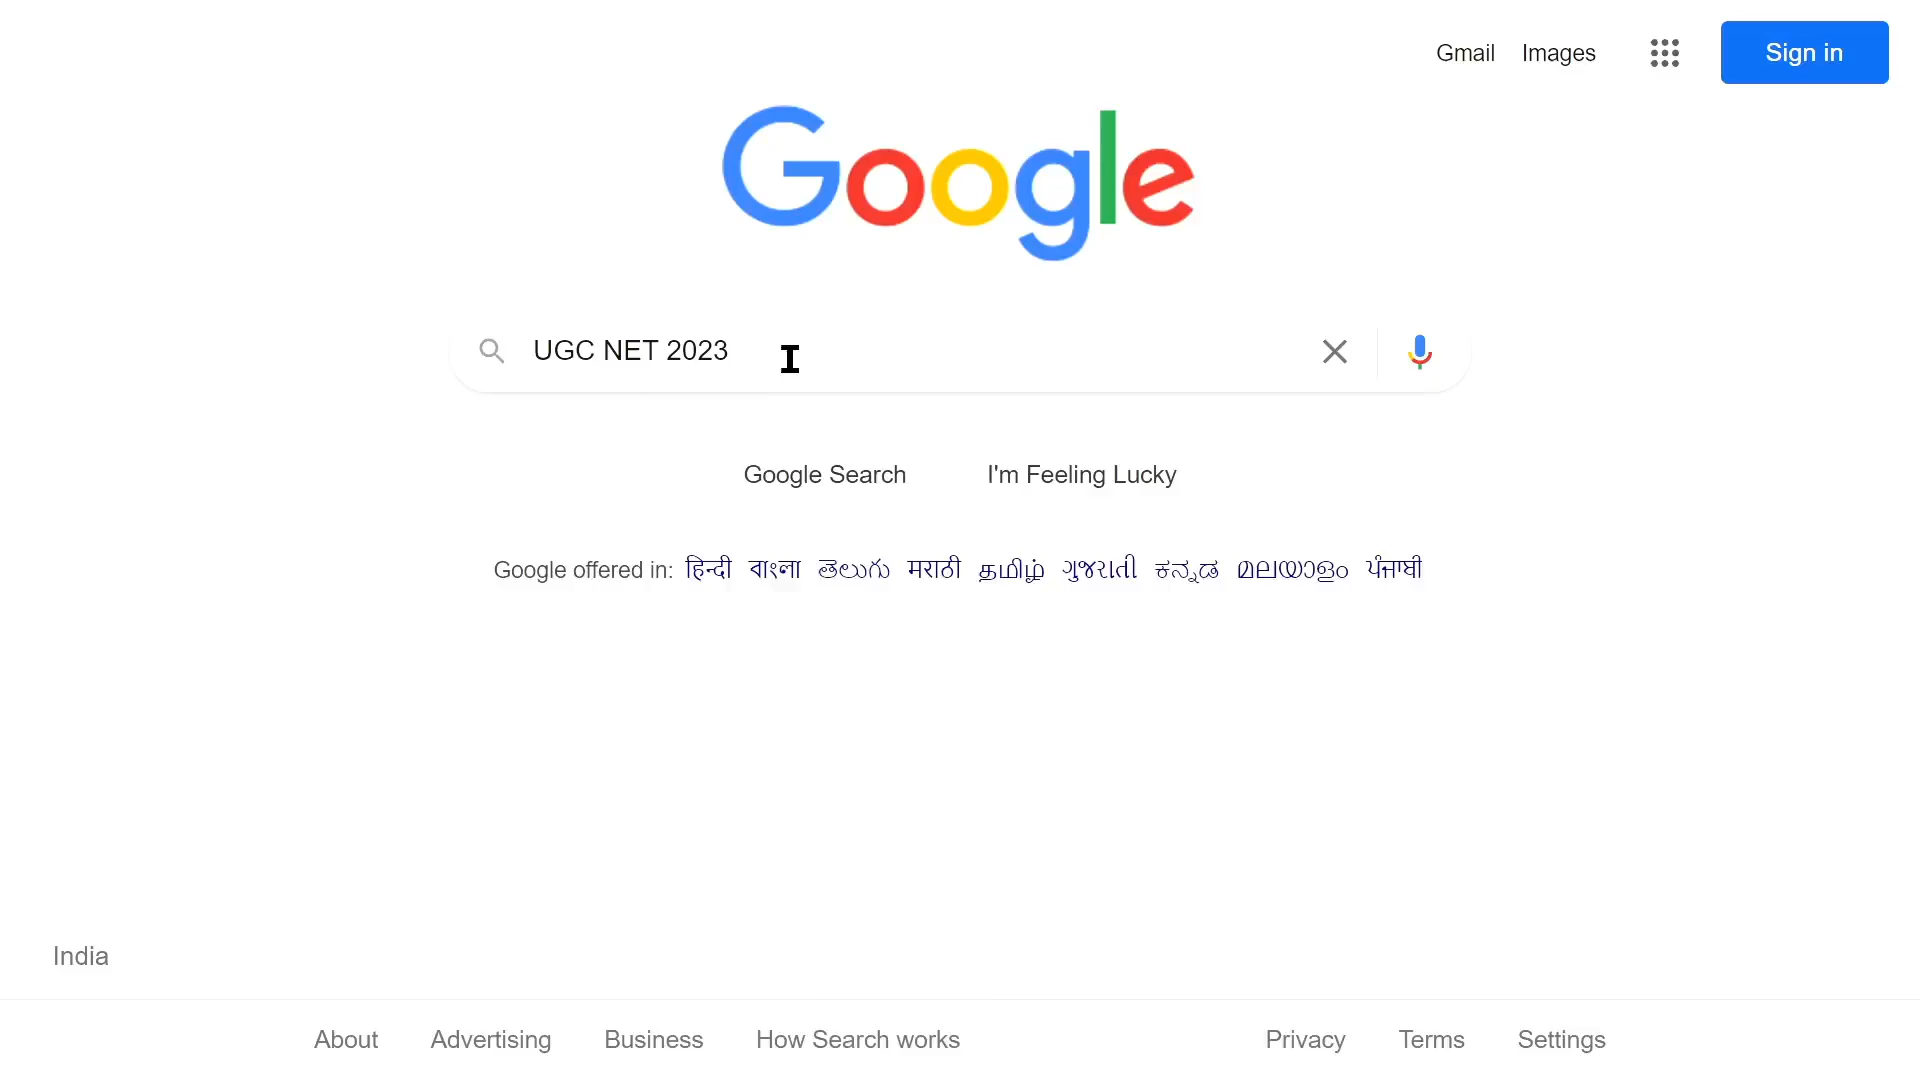 Gmail Images Sign in
Google
UGC NET 2023
Google Search I'm Feeling Lucky
Google offered in: हिन्दी বাংলা తెలుగు मराठी தமிழ் ગુજરાતી ಕನ್ನಡ മലയാളം ਪੰਜਾਬੀ
India
About Advertising Business How Search works Privacy Terms Settings